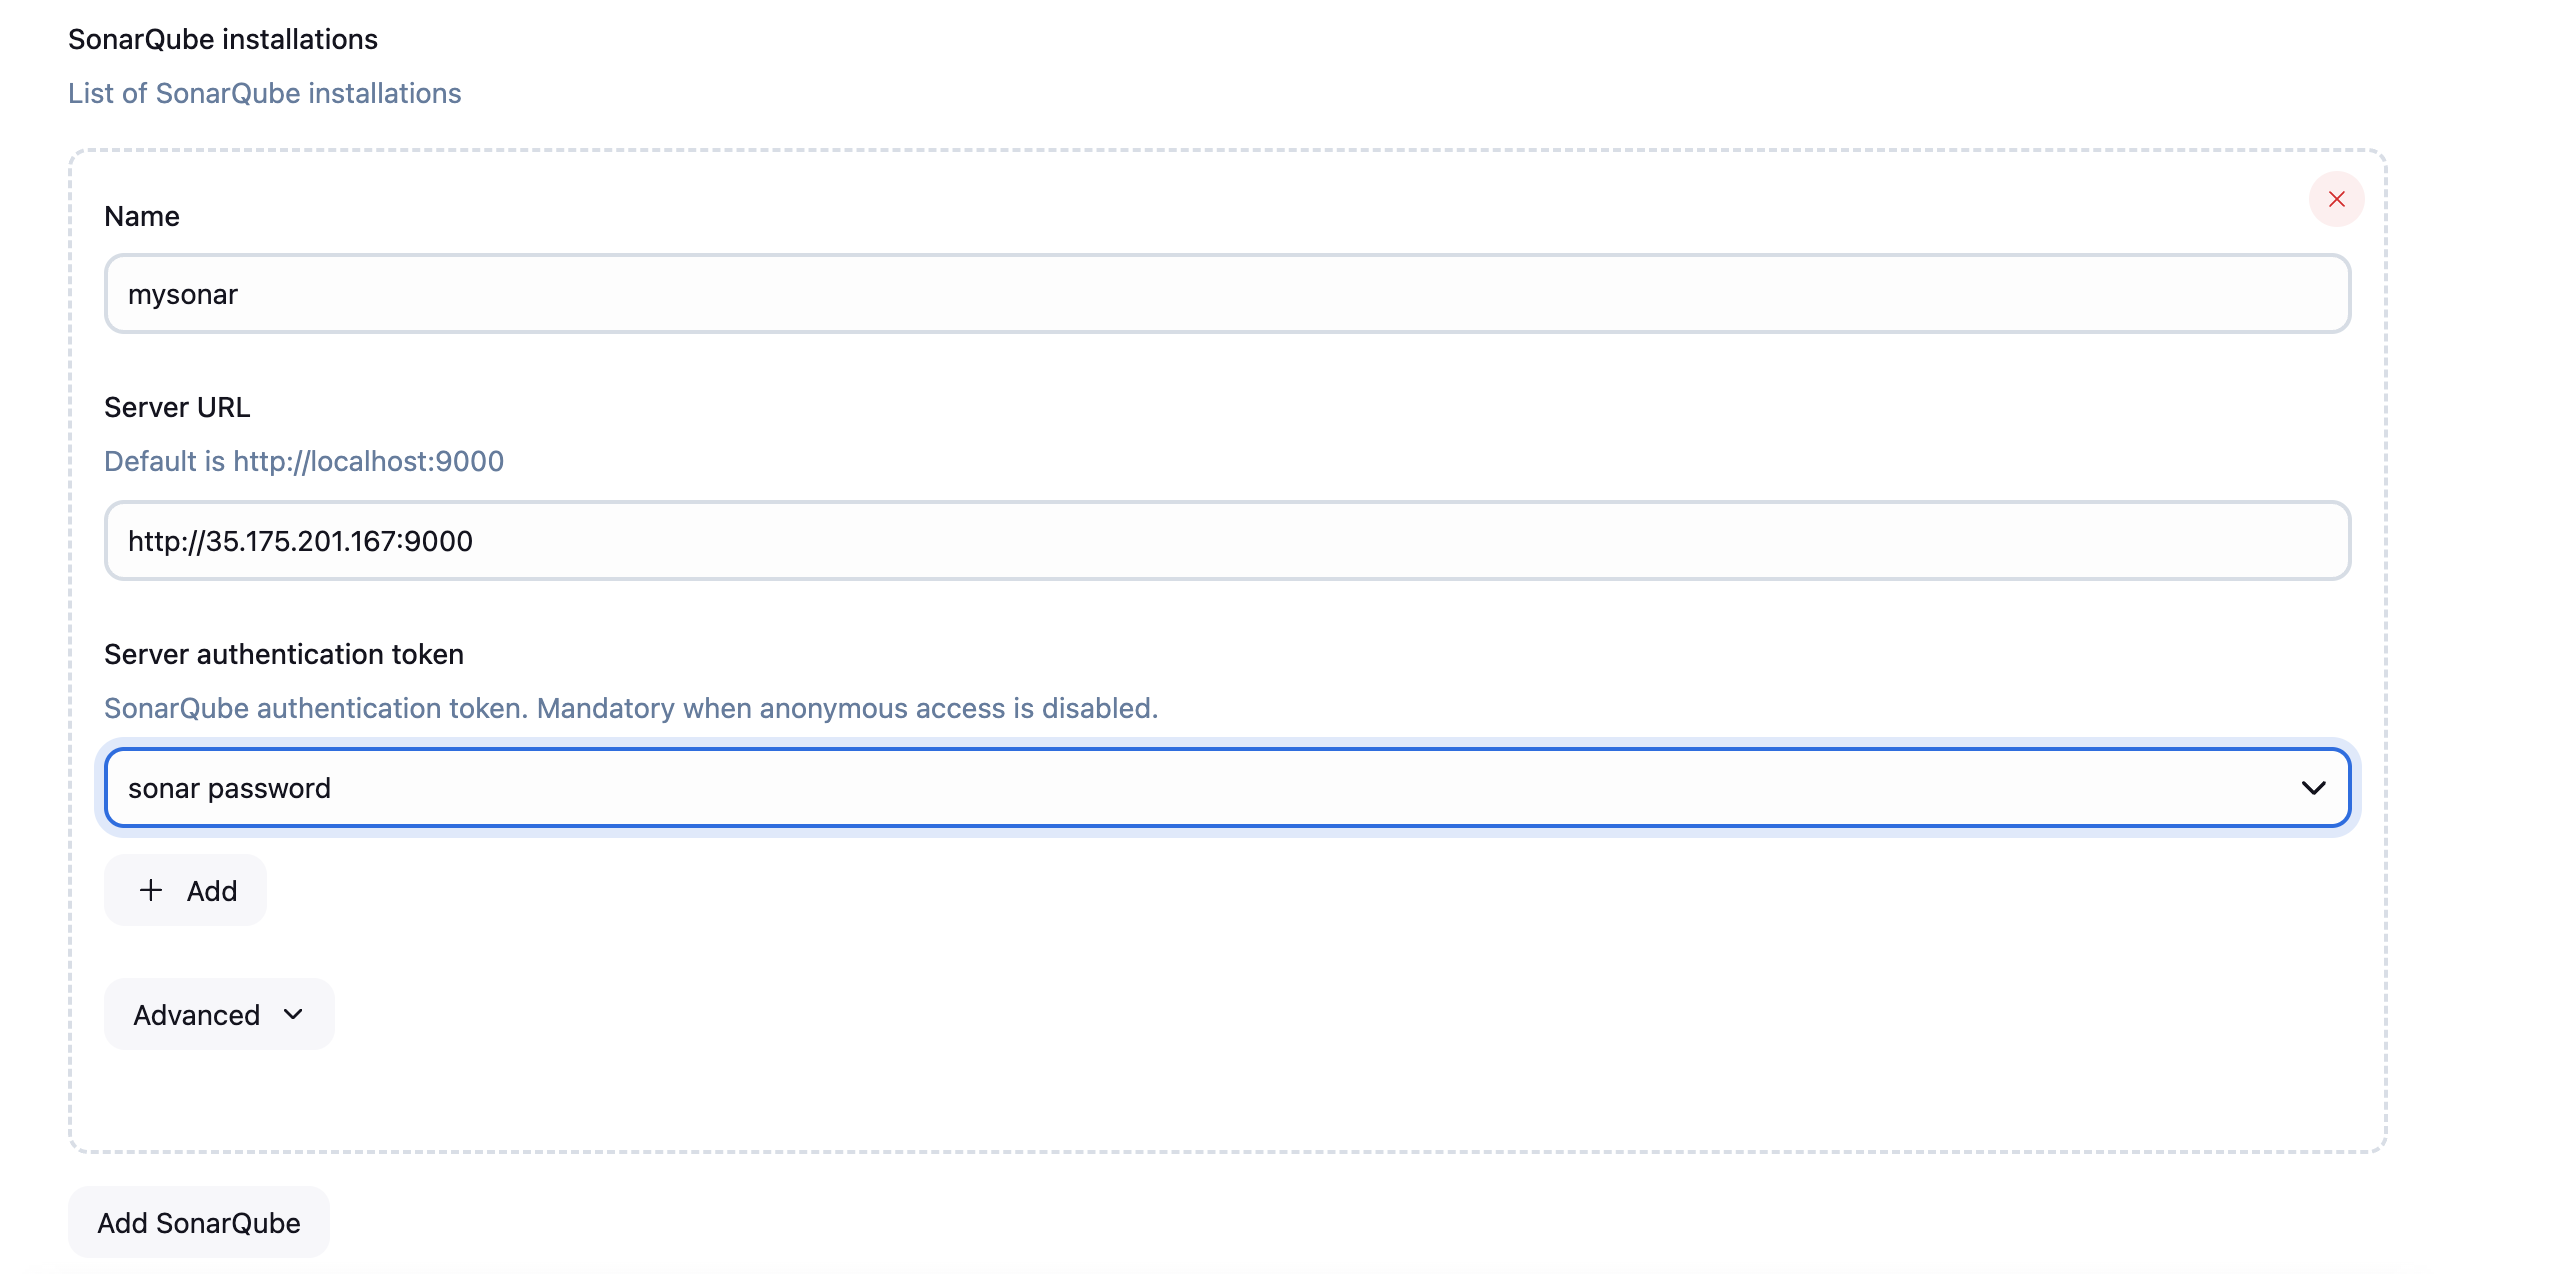 SonarQube installations
List of SonarQube installations
Name
mysonar
Server URL
Default is http://localhost:9000
http://35.175.201.167:9000
Server authentication token
SonarQube authentication token. Mandatory when anonymous access is disabled.
sonar password
+ Add
Advanced
Add SonarQube